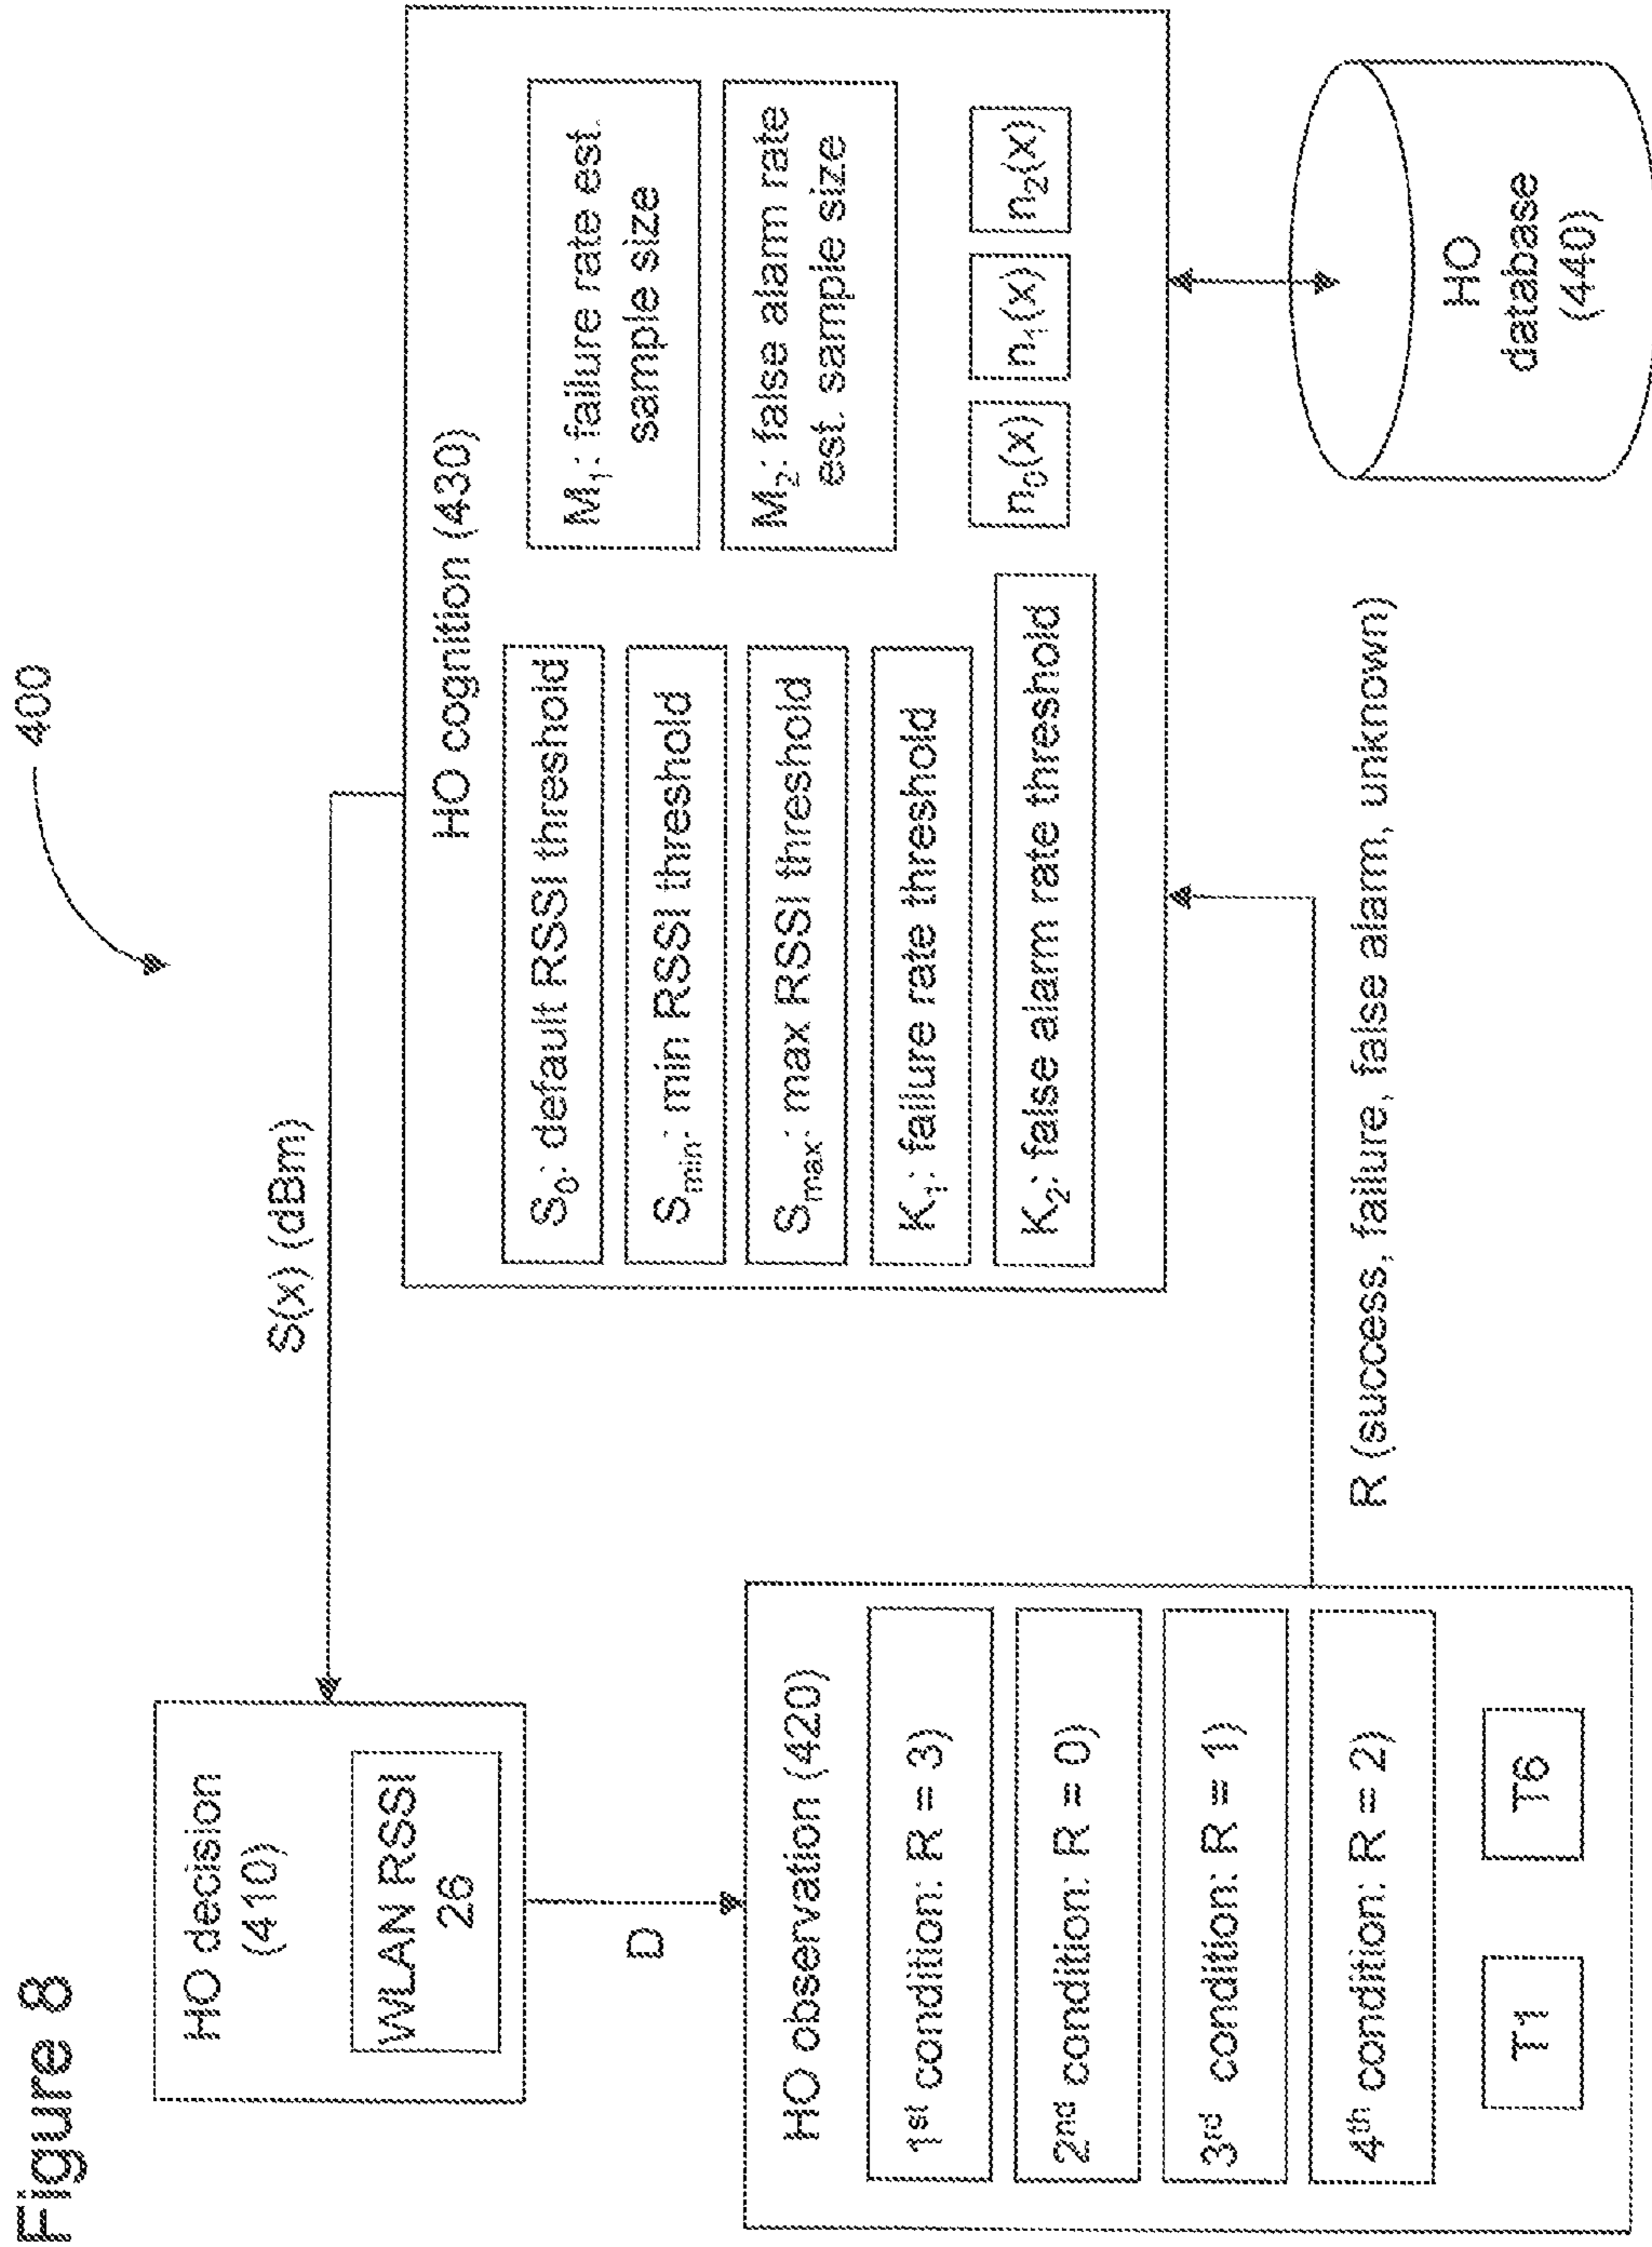 Figure 8
400
HO decision
(410)
WLAN RSSI
26
S(x) (dBm)
D
HO observation (420)
1st condition: R = 3)
2nd condition: R = 0)
3rd condition: R = 1)
4th condition: R = 2)
T1
T6
R (success, failure, false alarm, unknown)
HO cognition (430)
S0: default RSSI threshold
Smin: min RSSI threshold
Smax: max RSSI threshold
K1: failure rate threshold
K2: false alarm rate threshold
M1: failure rate est.
sample size
M2: false alarm rate
est. sample size
n0(x)
n1(x)
n2(x)
HO
database
(440)